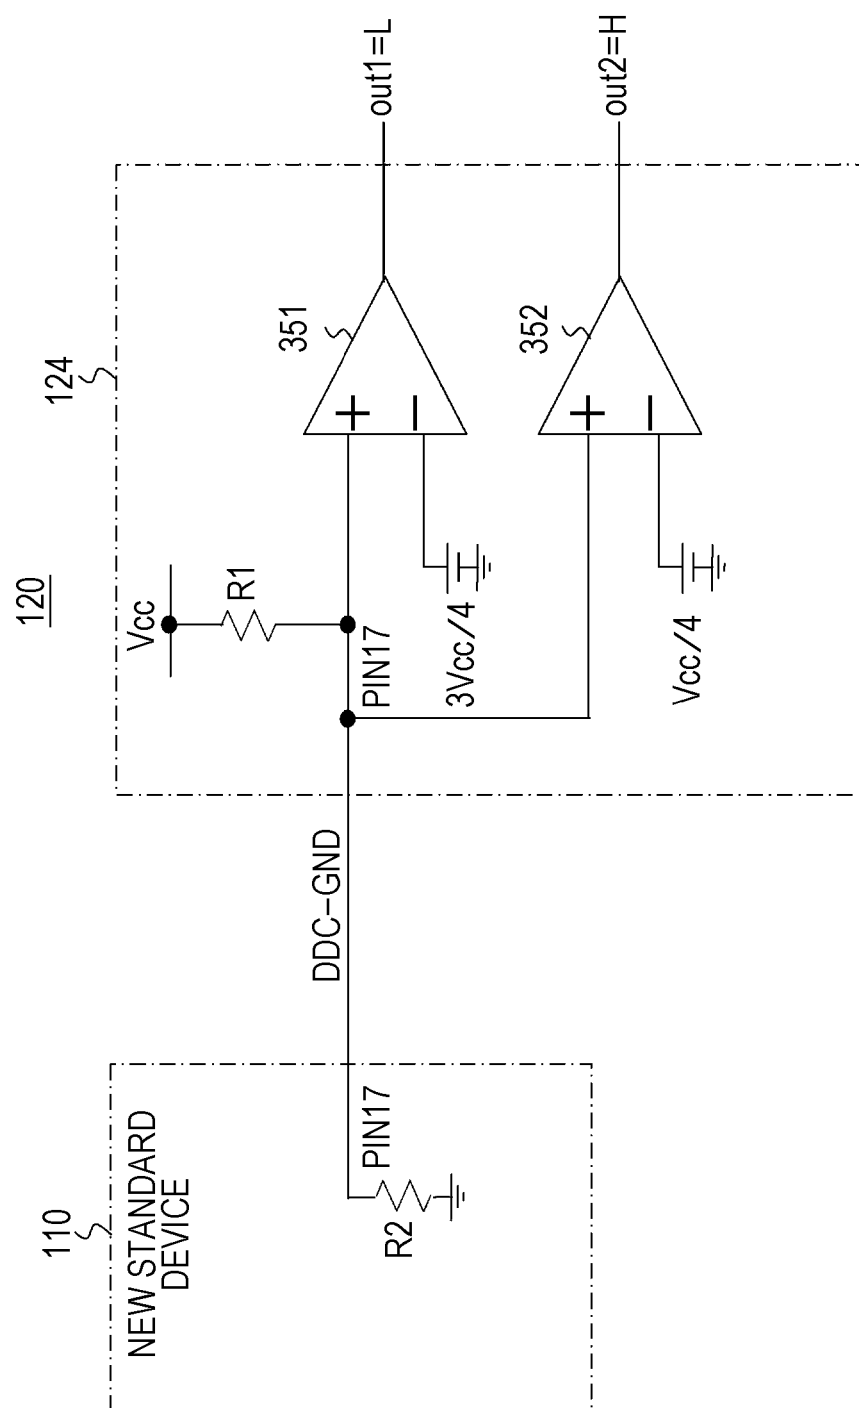 120
110
NEW STANDARD
DEVICE
PIN17
R2
DDC-GND
124
Vcc
R1
PIN17
351
+
−
3Vcc/4
out1=L
352
+
−
Vcc/4
out2=H